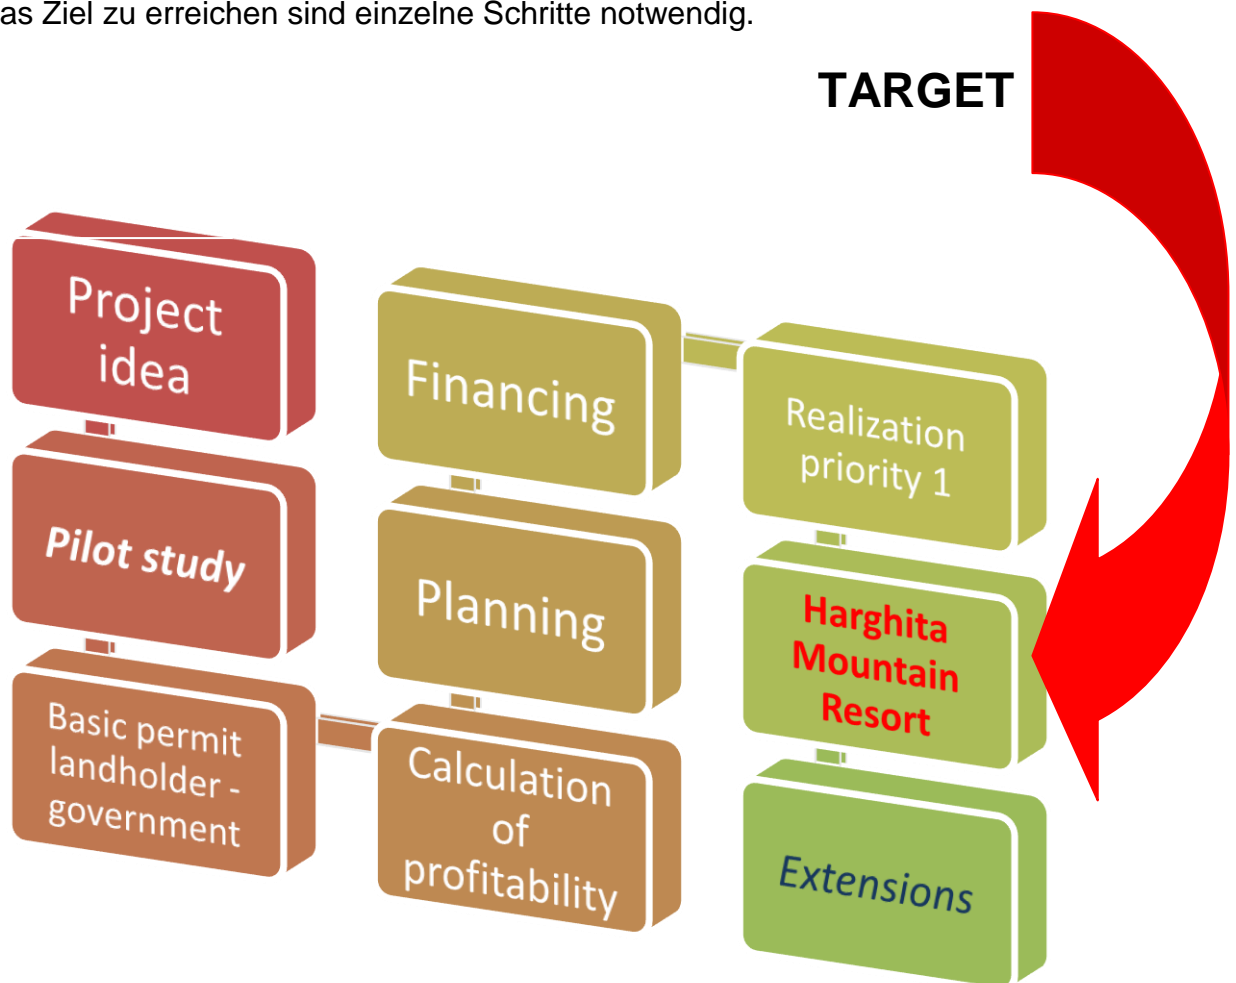 as Ziel zu erreichen sind einzelne Schritte notwendig.
TARGET
Project
idea
Pilot study
Basic permit
landholder -
government
Calculation
of
profitability
Planning
Financing
Realization
priority 1
Harghita
Mountain
Resort
Extensions